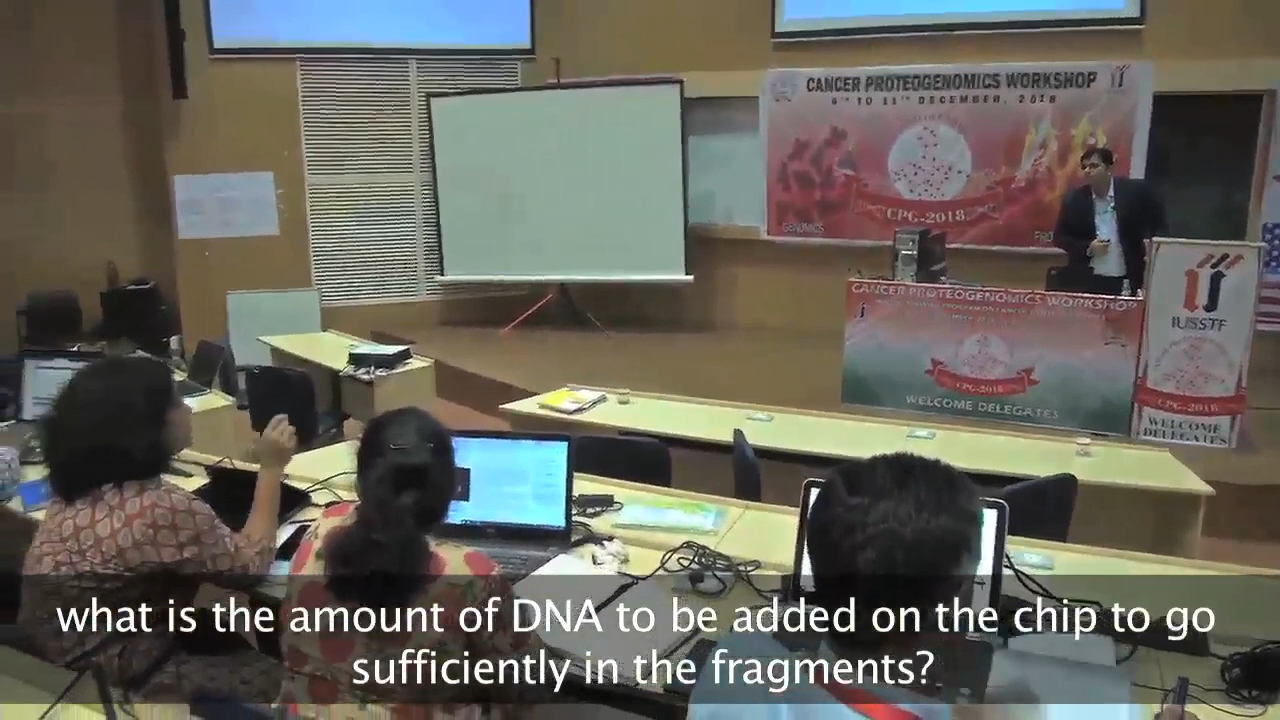 CANCER PROTEOGENOMICS WORKSHOP
6TH TO 11TH DECEMBER, 2018
CPC-2018
GENOMICS
PRO
CANCER PROTEOGENOMICS WORKSHOP
CPC-2018
WELCOME DELEGATES
IUSSTF
CPC-2018
WELCOME
DELEGATES
what is the amount of DNA to be added on the chip to go
sufficiently in the fragments?